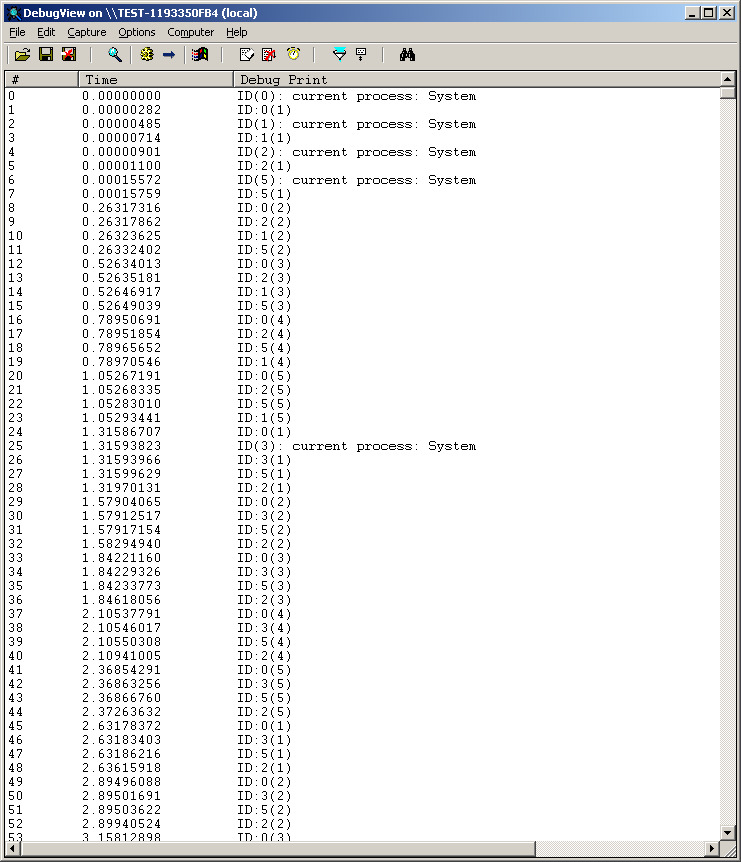 DebugView on \\TEST-1193350FB4 (local)
File Edit Capture Options Computer Help
# Time Debug Print
0 0.00000000 ID(0): current process: System
1 0.00000282 ID:0(1)
2 0.00000485 ID(1): current process: System
3 0.00000714 ID:1(1)
4 0.00000901 ID(2): current process: System
5 0.00001100 ID:2(1)
6 0.00015572 ID(5): current process: System
7 0.00015759 ID:5(1)
8 0.26317316 ID:0(2)
9 0.26317862 ID:2(2)
10 0.26323625 ID:1(2)
11 0.26332402 ID:5(2)
12 0.52634013 ID:0(3)
13 0.52635181 ID:2(3)
14 0.52646917 ID:1(3)
15 0.52649039 ID:5(3)
16 0.78950691 ID:0(4)
17 0.78951854 ID:2(4)
18 0.78965652 ID:5(4)
19 0.78970546 ID:1(4)
20 1.05267191 ID:0(5)
21 1.05268335 ID:2(5)
22 1.05283010 ID:5(5)
23 1.05293441 ID:1(5)
24 1.31586707 ID:0(1)
25 1.31593823 ID(3): current process: System
26 1.31593966 ID:3(1)
27 1.31599629 ID:5(1)
28 1.31970131 ID:2(1)
29 1.57904065 ID:0(2)
30 1.57912517 ID:3(2)
31 1.57917154 ID:5(2)
32 1.58294940 ID:2(2)
33 1.84221160 ID:0(3)
34 1.84229326 ID:3(3)
35 1.84233773 ID:5(3)
36 1.84618056 ID:2(3)
37 2.10537791 ID:0(4)
38 2.10546017 ID:3(4)
39 2.10550308 ID:5(4)
40 2.10941005 ID:2(4)
41 2.36854291 ID:0(5)
42 2.36863256 ID:3(5)
43 2.36866760 ID:5(5)
44 2.37263632 ID:2(5)
45 2.63178372 ID:0(1)
46 2.63183403 ID:3(1)
47 2.63186216 ID:5(1)
48 2.63615918 ID:2(1)
49 2.89496088 ID:0(2)
50 2.89501691 ID:3(2)
51 2.89503622 ID:5(2)
52 2.89940524 ID:2(2)
53 3.15812898 ID:0(3)